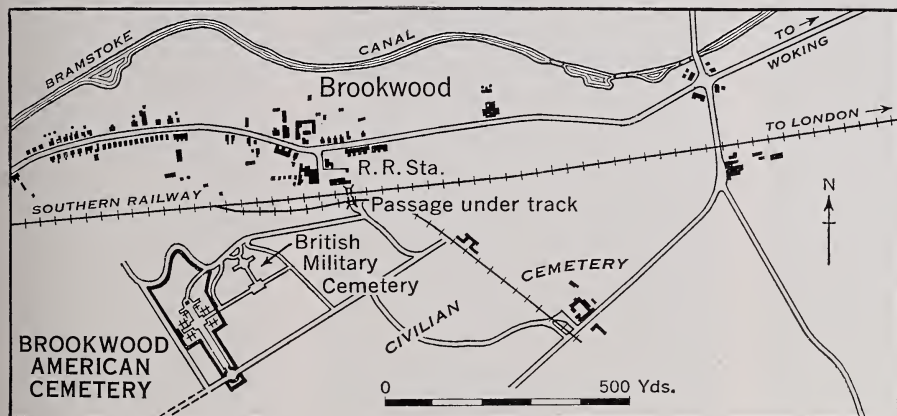 BRAMSTOKE
CANAL
TO →
WOKING
Brookwood
TO LONDON →
R.R. Sta.
SOUTHERN RAILWAY
Passage under track
N
British
Military
Cemetery
CIVILIAN
CEMETERY
BROOKWOOD
AMERICAN
CEMETERY
0 500 Yds.